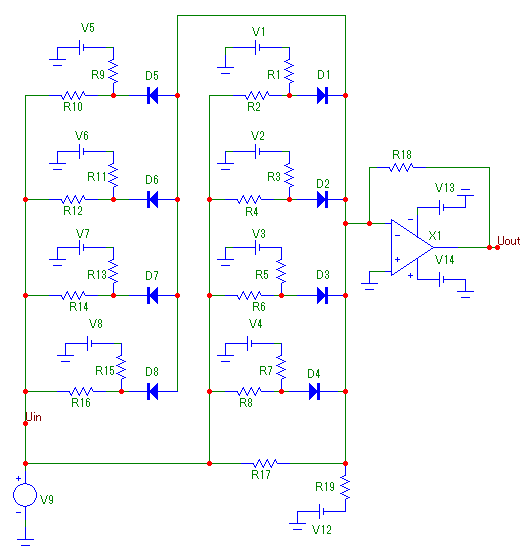 V5
V1
R9
D5
R1
D1
R10
R2
V6
V2
R11
D6
R3
D2
R18
R12
R4
V13
V7
V3
X1
Uout
R13
D7
R5
D3
V14
R14
R6
V8
V4
R15
D8
R7
D4
R16
R8
Uin
R17
R19
V9
V12